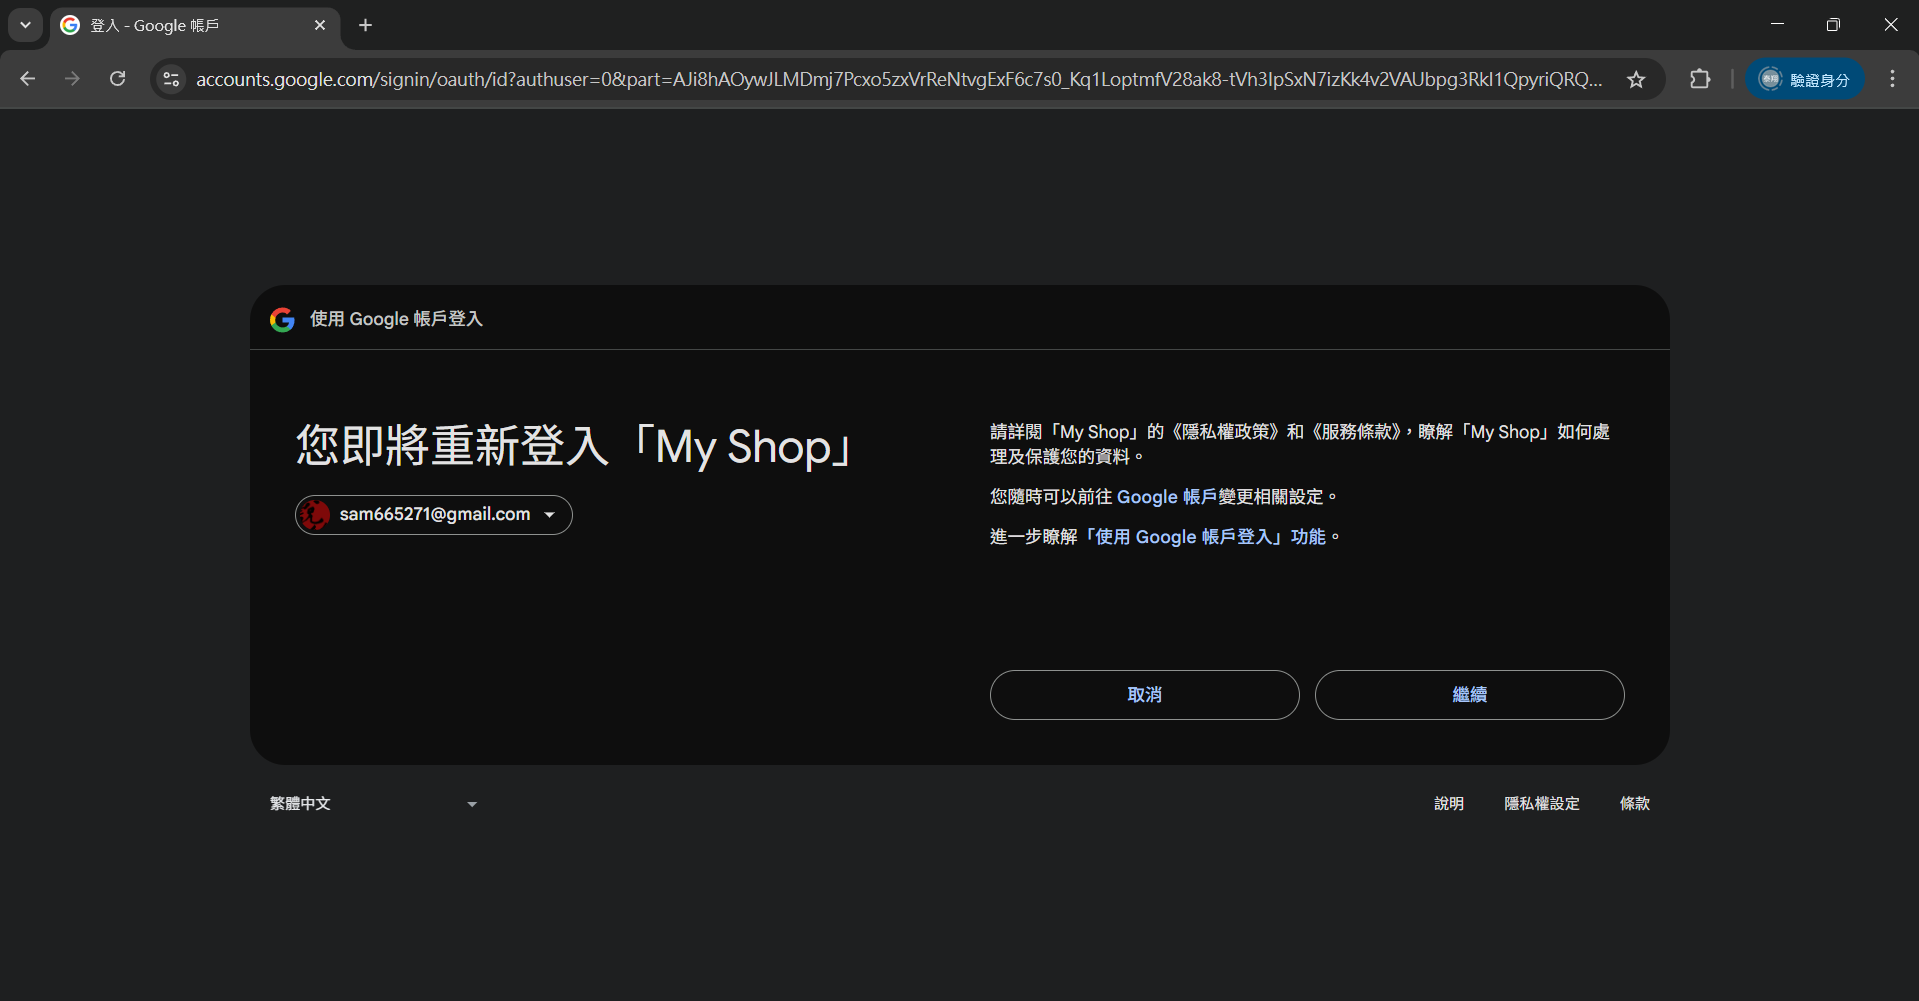 登入 - Google 帳戶
accounts.google.com/signin/oauth/id?authuser=0&part=AJi8hAOywJLMDmj7Pcxo5zxVrReNtvgExF6c7s0_Kq1LoptmfV28ak8-tVh3IpSxN7izKk4v2VAUbpg3RkI1QpyriQRQ...
驗證身分
使用 Google 帳戶登入
您即將重新登入「My Shop」
sam665271@gmail.com
請詳閱「My Shop」的《隱私權政策》和《服務條款》，瞭解「My Shop」如何處
理及保護您的資料。
您隨時可以前往 Google 帳戶變更相關設定。
進一步瞭解「使用 Google 帳戶登入」功能。
取消
繼續
繁體中文
說明
隱私權設定
條款